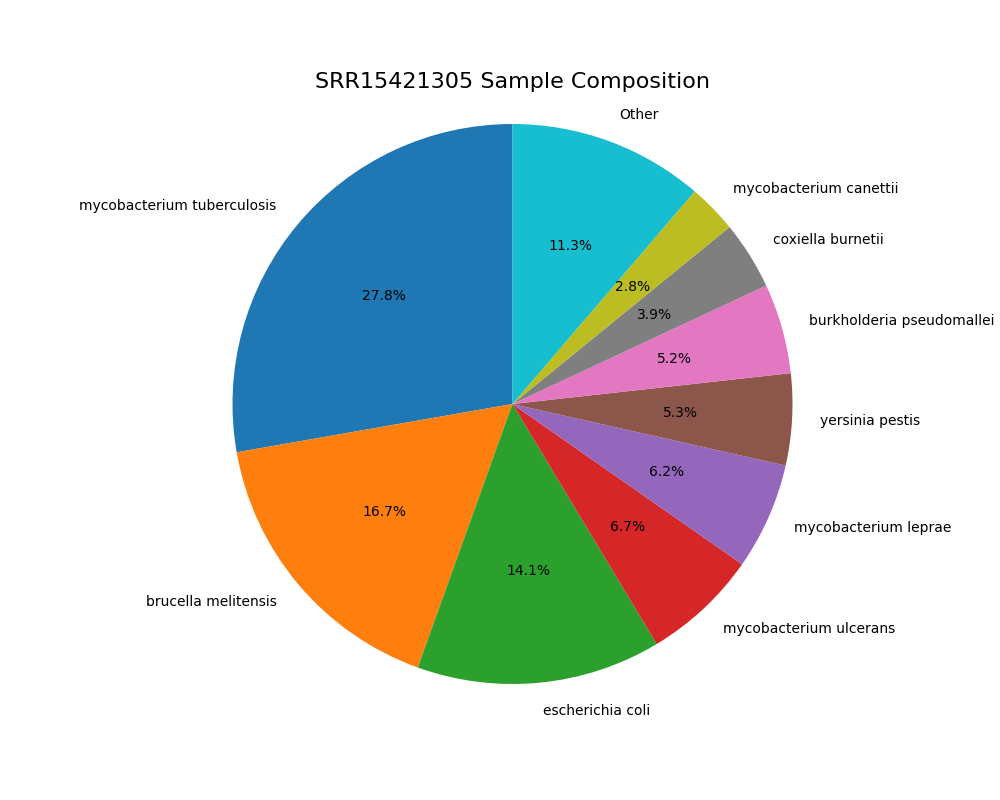 SRR15421305 Sample Composition
Other
11.3%
mycobacterium canettii
2.8%
coxiella burnetii
3.9%
burkholderia pseudomallei
5.2%
yersinia pestis
5.3%
mycobacterium leprae
6.2%
mycobacterium ulcerans
6.7%
escherichia coli
14.1%
brucella melitensis
16.7%
mycobacterium tuberculosis
27.8%